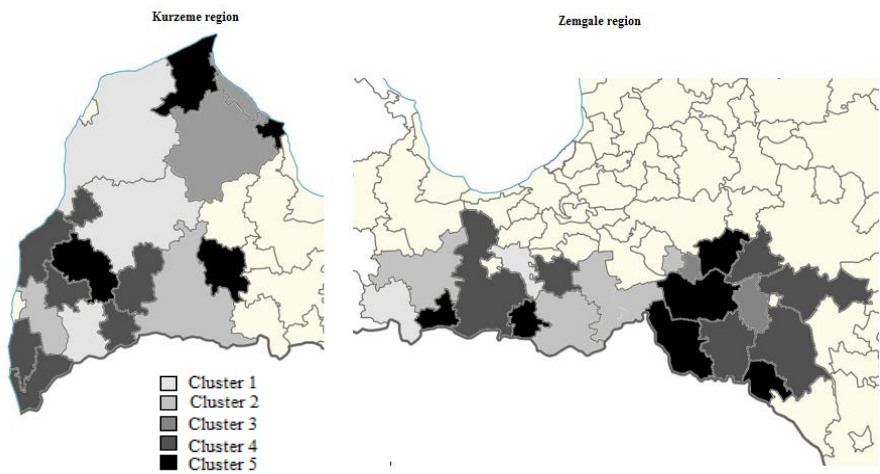 Kurzeme region
Zemgale region
Cluster 1
Cluster 2
Cluster 3
Cluster 4
Cluster 5